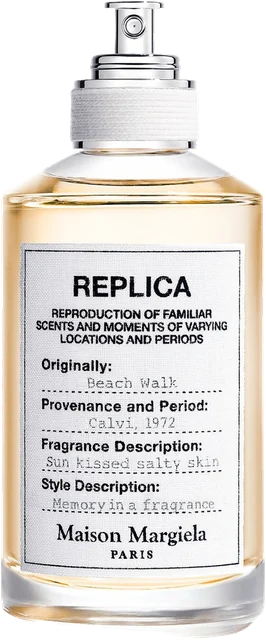 REPLICA
REPRODUCTION OF FAMILIAR
SCENTS AND MOMENTS OF VARYING
LOCATIONS AND PERIODS
Originally:
Beach Walk
Provenance and Period:
Calvi, 1972
Fragrance Description:
Sun kissed salty skin
Style Description:
Memory in a fragrance
Maison Margiela
PARIS